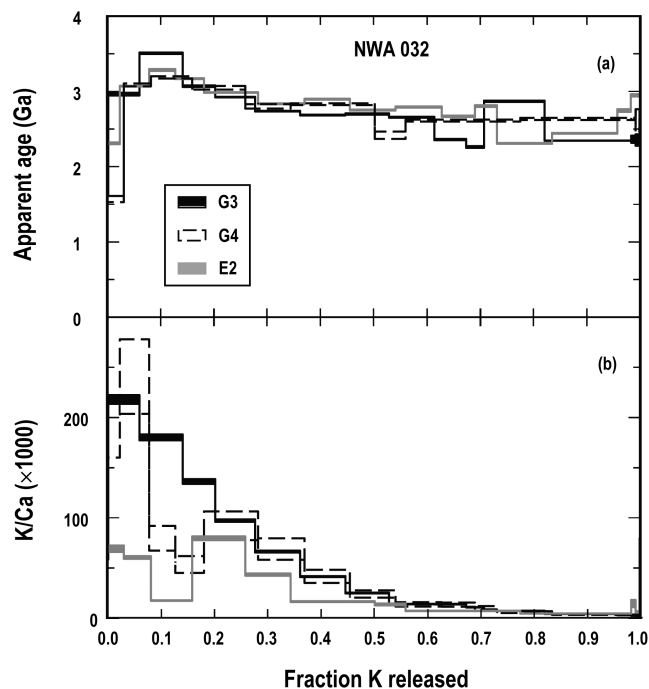 NWA 032
(a)
Apparent age (Ga)
4
3
2
1
0
G3
G4
E2
(b)
K/Ca (×1000)
200
100
0
0.0 0.1 0.2 0.3 0.4 0.5 0.6 0.7 0.8 0.9 1.0
Fraction K released